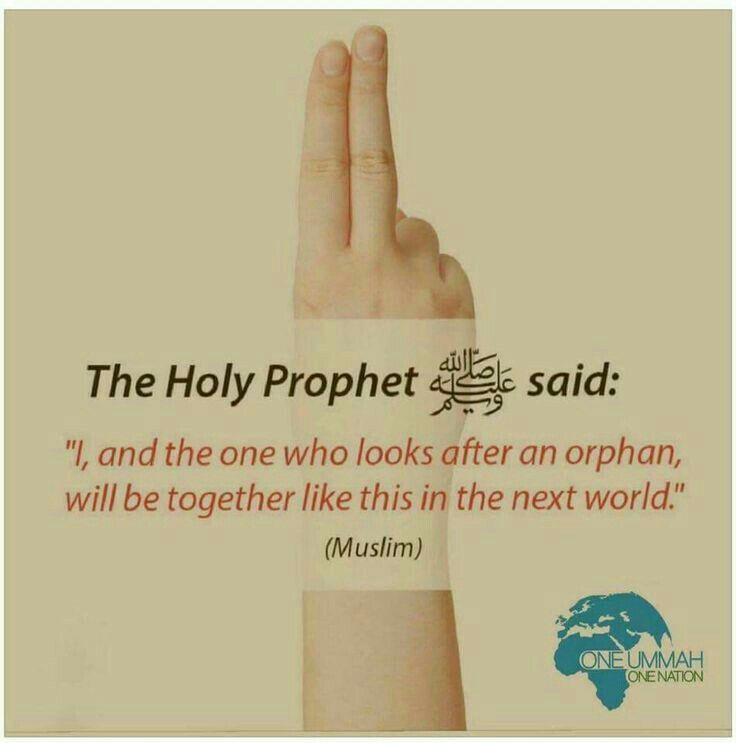 The Holy Prophet صلى الله عليه وسلم said:
"I, and the one who looks after an orphan,
will be together like this in the next world."
(Muslim)
ONE UMMAH
ONE NATION